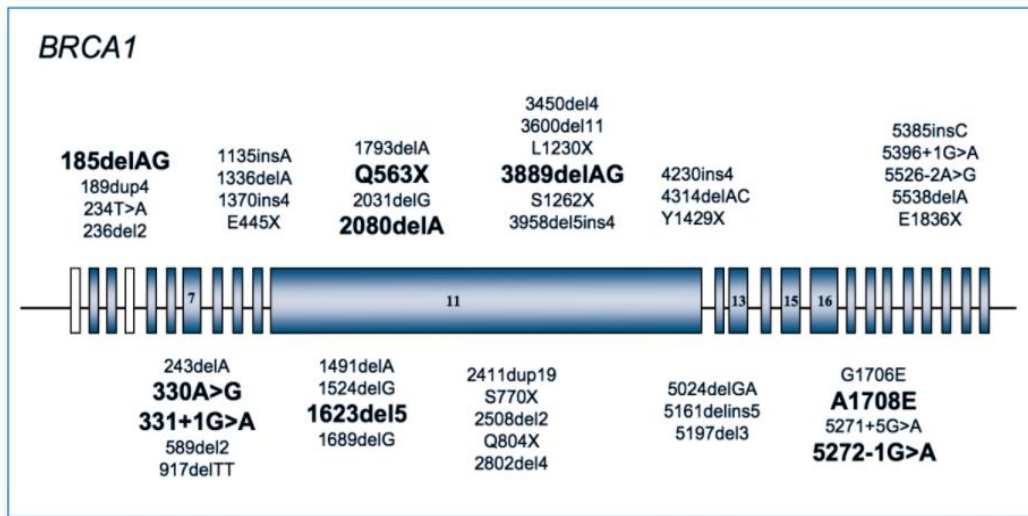 BRCA1
185delAG
189dup4
234T>A
236del2
1135insA
1336delA
1370ins4
E445X
1793delA
Q563X
2031delG
2080delA
3450del4
3600del11
L1230X
3889delAG
S1262X
3958del5ins4
4230ins4
4314delAC
Y1429X
5385insC
5396+1G>A
5526-2A>G
5538delA
E1836X
7
11
13
15
16
243delA
330A>G
331+1G>A
589del2
917delTT
1491delA
1524delG
1623del5
1689delG
2411dup19
S770X
2508del2
Q804X
2802del4
5024delGA
5161delins5
5197del3
G1706E
A1708E
5271+5G>A
5272-1G>A